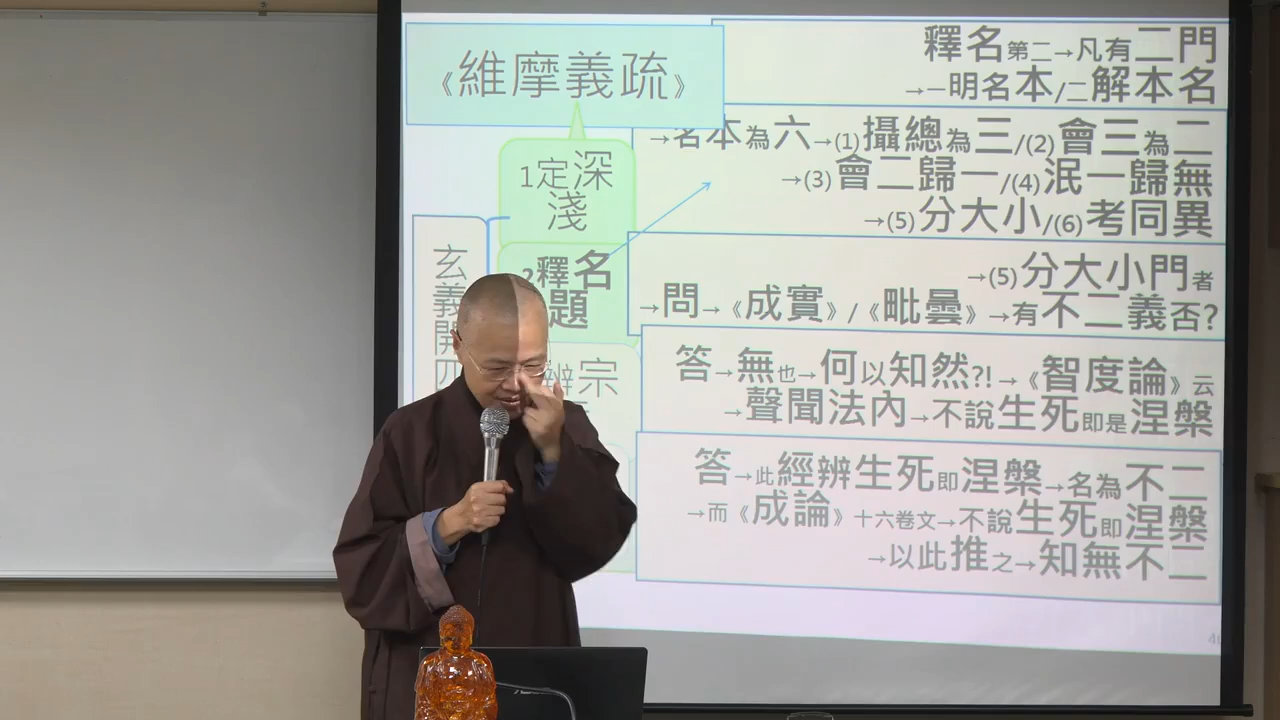 《維摩義疏》
1定深
淺
2釋名
題
辨宗
玄
義
開
四
釋名第二→凡有二門
→一明名本/二解本名
→名本為六→(1)攝總為三/(2)會三為二
→(3)會二歸一/(4)泯一歸無
→(5)分大小/(6)考同異
→(5)分大小門者
→問→《成實》/《毗曇》→有不二義否?
答→無也→何以知然?!→《智度論》云
→聲聞法內→不說生死即是涅槃
答→此經辨生死即涅槃→名為不二
→而《成論》十六卷文→不說生死即涅槃
→以此推之→知無不二